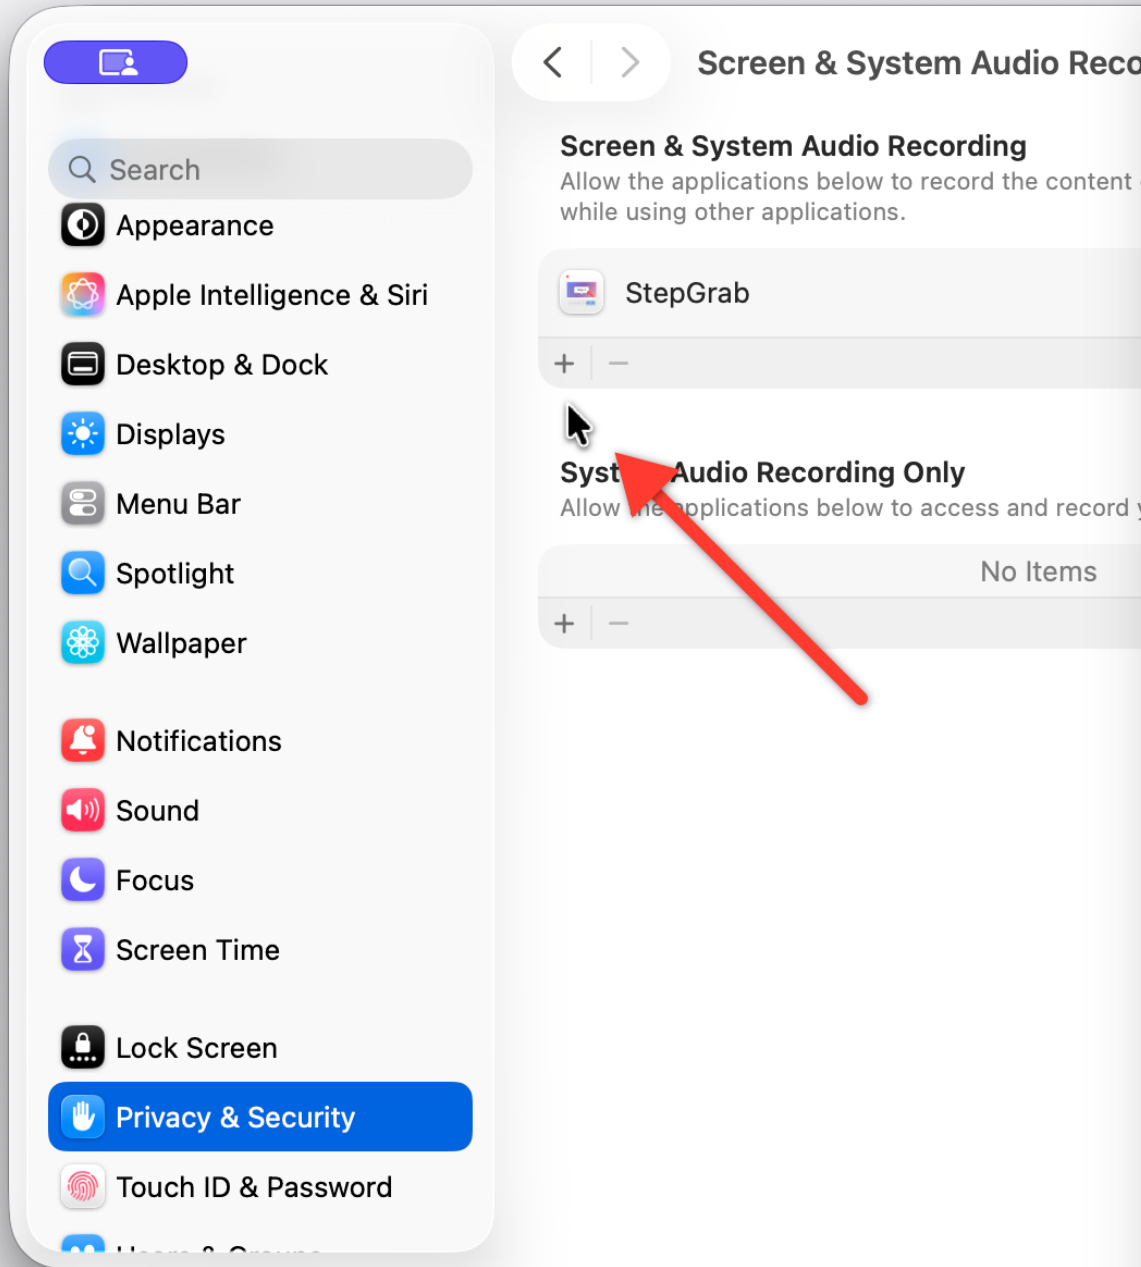 Search
Appearance
Apple Intelligence & Siri
Desktop & Dock
Displays
Menu Bar
Spotlight
Wallpaper
Notifications
Sound
Focus
Screen Time
Lock Screen
Privacy & Security
Touch ID & Password
Screen & System Audio Reco
Screen & System Audio Recording
Allow the applications below to record the content
while using other applications.
StepGrab
Audio Recording Only
Allow the applications below to access and record
No Items